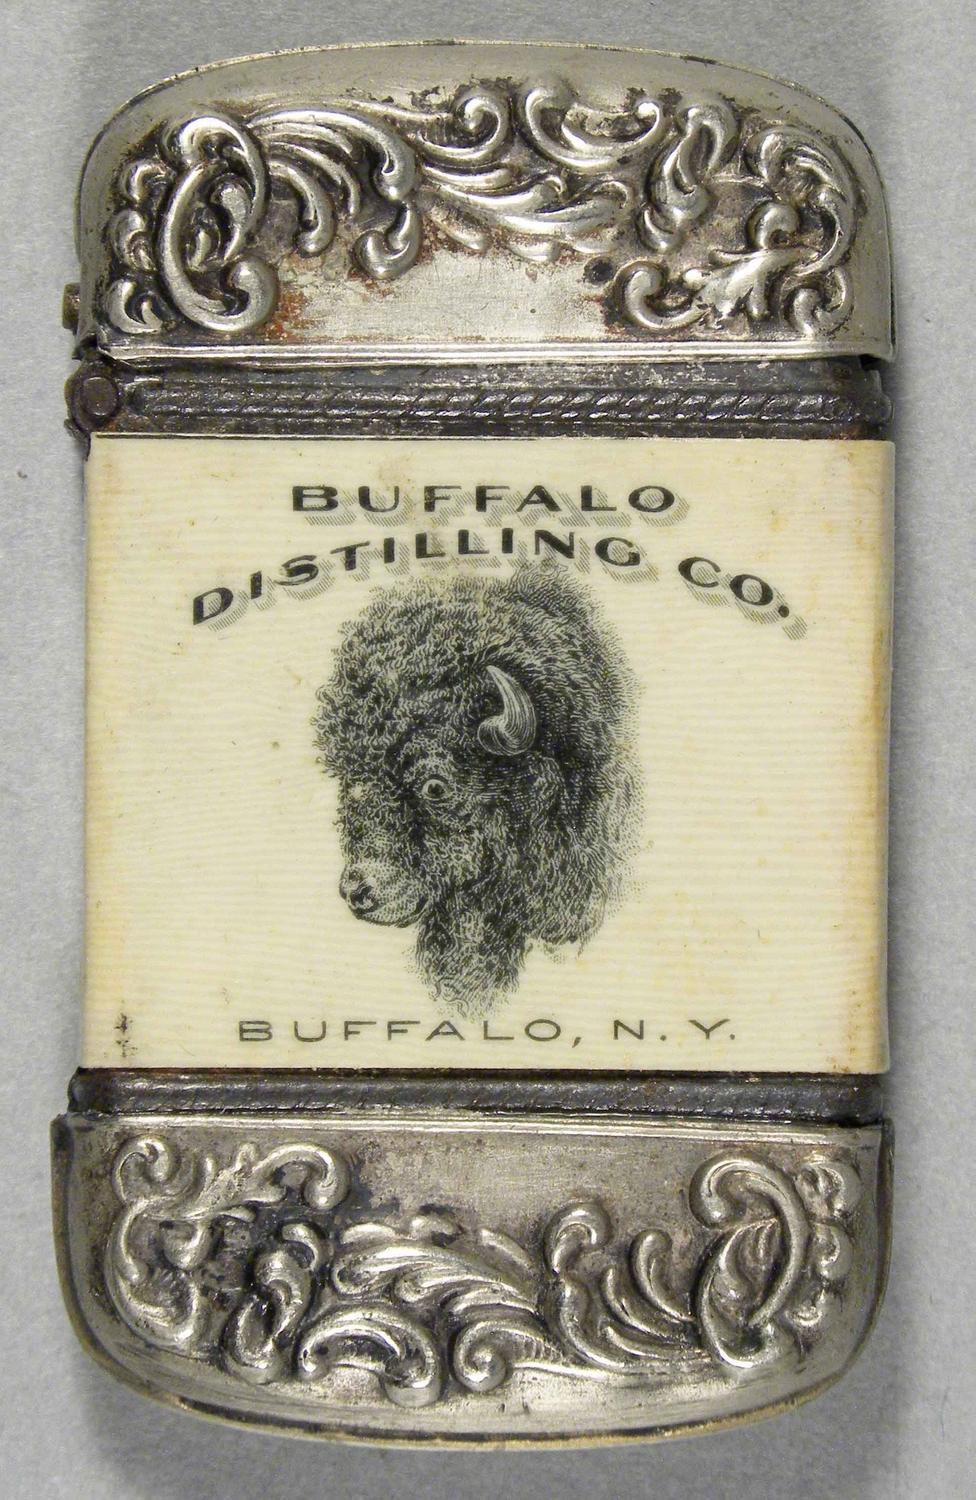 BUFFALO
DISTILLING CO.
BUFFALO, N.Y.